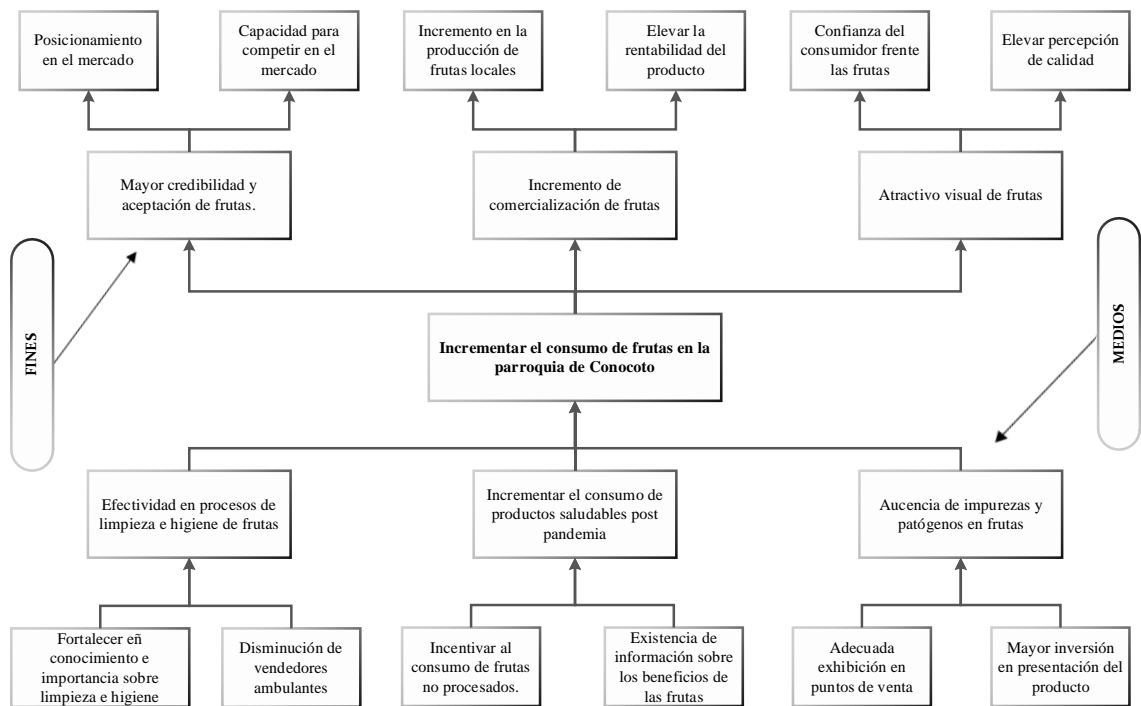 Posicionamiento
en el mercado
Capacidad para
competir en el
mercado
Incremento en la
producción de
frutas locales
Elevar la
rentabilidad del
producto
Confianza del
consumidor frente
las frutas
Elevar percepción
de calidad
Mayor credibilidad y
aceptación de frutas.
Incremento de
comercialización de frutas
Atractivo visual de frutas
FINES
Incrementar el consumo de frutas en la
parroquia de Conocoto
MEDIOS
Efectividad en procesos de
limpieza e higiene de frutas
Incrementar el consumo de
productos saludables post
pandemia
Aucencia de impurezas y
patógenos en frutas
Fortalecer eñ
conocimiento e
importancia sobre
limpieza e higiene
Disminución de
vendedores
ambulantes
Incentivar al
consumo de frutas
no procesados.
Existencia de
información sobre
los beneficios de
las frutas
Adecuada
exhibición en
puntos de venta
Mayor inversión
en presentación del
producto